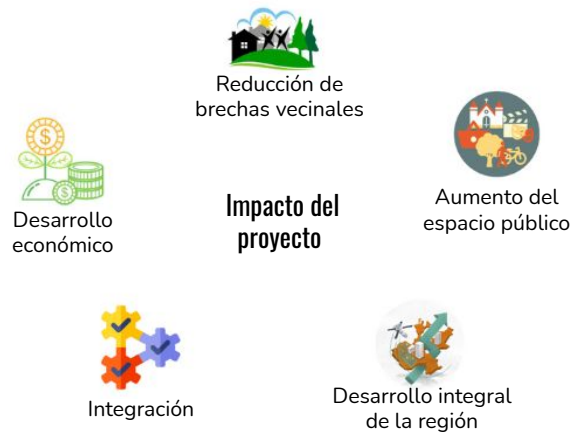 Reducción de
brechas vecinales
Aumento del
espacio público
Desarrollo
económico
Impacto del
proyecto
Integración
Desarrollo integral
de la región